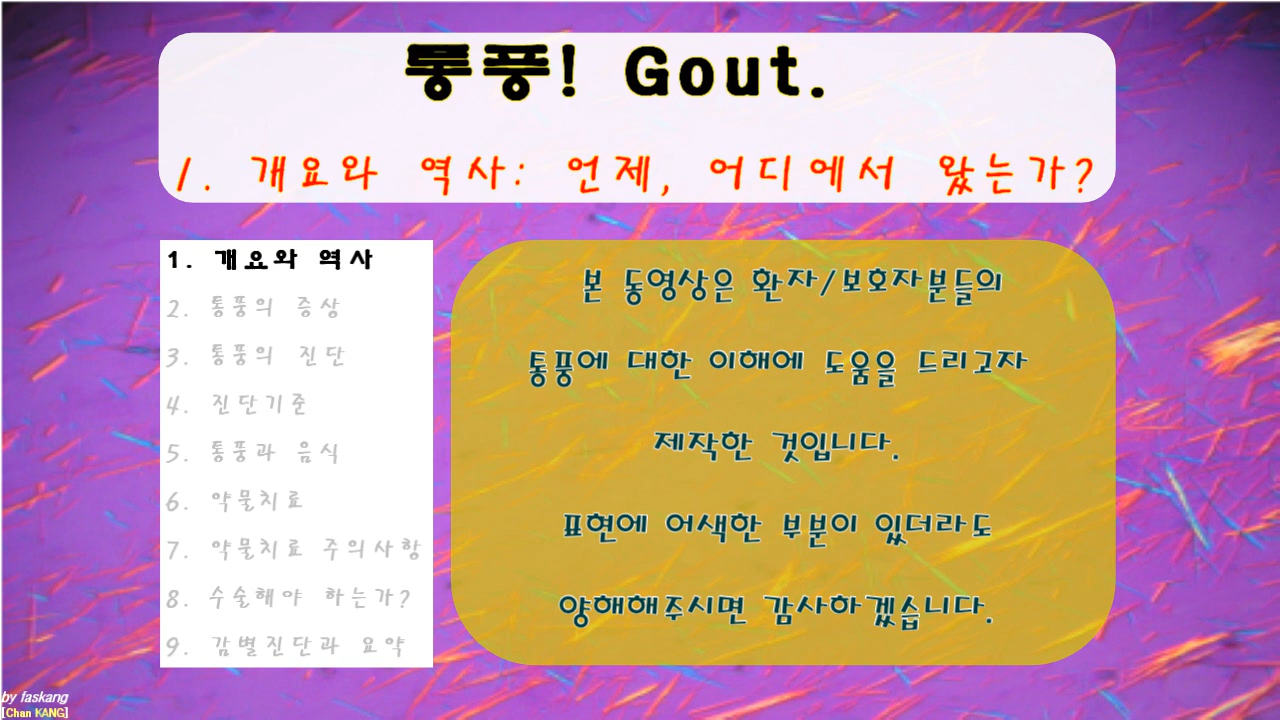 통풍! Gout.
1. 개요와 역사: 언제, 어디에서 왔는가?
1. 개요와 역사
2. 통풍의 증상
3. 통풍의 진단
4. 진단기준
5. 통풍과 음식
6. 약물치료
7. 약물치료 주의사항
8. 수술해야 하는가?
9. 감별진단과 요약
본 동영상은 환자/보호자분들의
통풍에 대한 이해에 도움을 드리고자
제작한 것입니다.
표현에 어색한 부분이 있더라도
양해해주시면 감사하겠습니다.
by faskang
[Chan KANG]